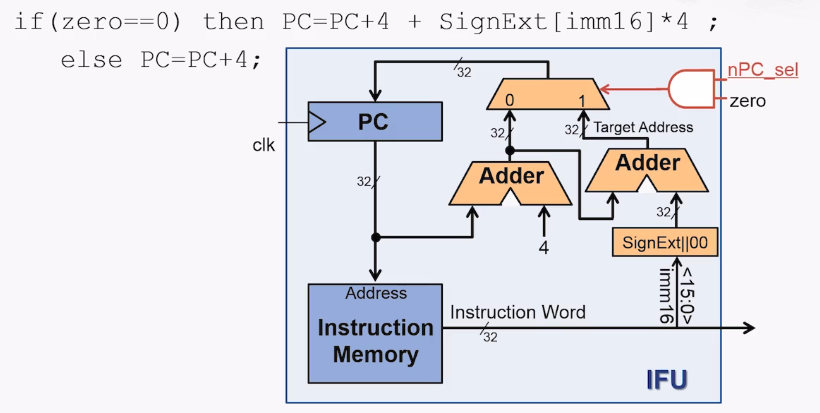 if(zero==0) then PC=PC+4 + SignExt[imm16]*4 ;
else PC=PC+4;
32
nPC_sel
0
1
zero
PC
clk
32
32
Target Address
Adder
Adder
32
32
4
SignExt||00
Address
Instruction
Memory
Instruction Word
32
<15:0>
imm16
IFU